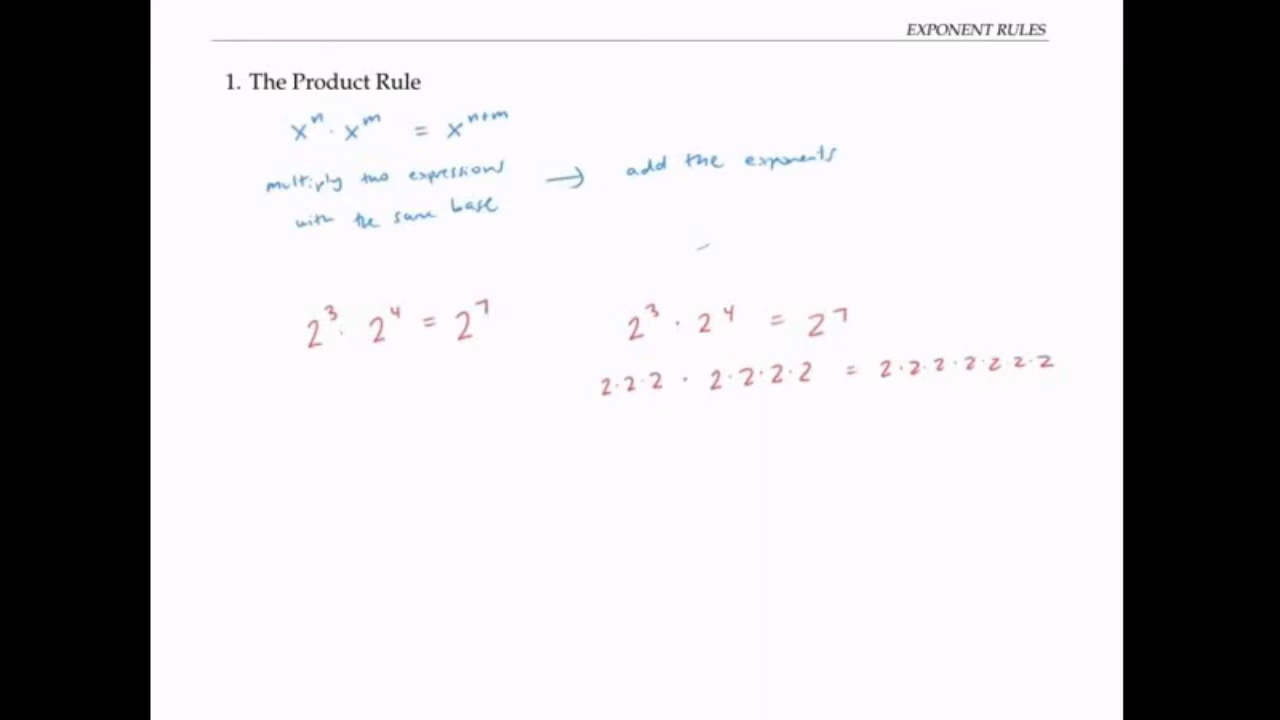 EXPONENT RULES
1. The Product Rule
xⁿ · xᵐ = xⁿ⁺ᵐ
multiply two expressions → add the exponents
with the same base
2³ · 2⁴ = 2⁷ 2³ · 2⁴ = 2⁷
2·2·2 · 2·2·2·2 = 2·2·2·2·2·2·2